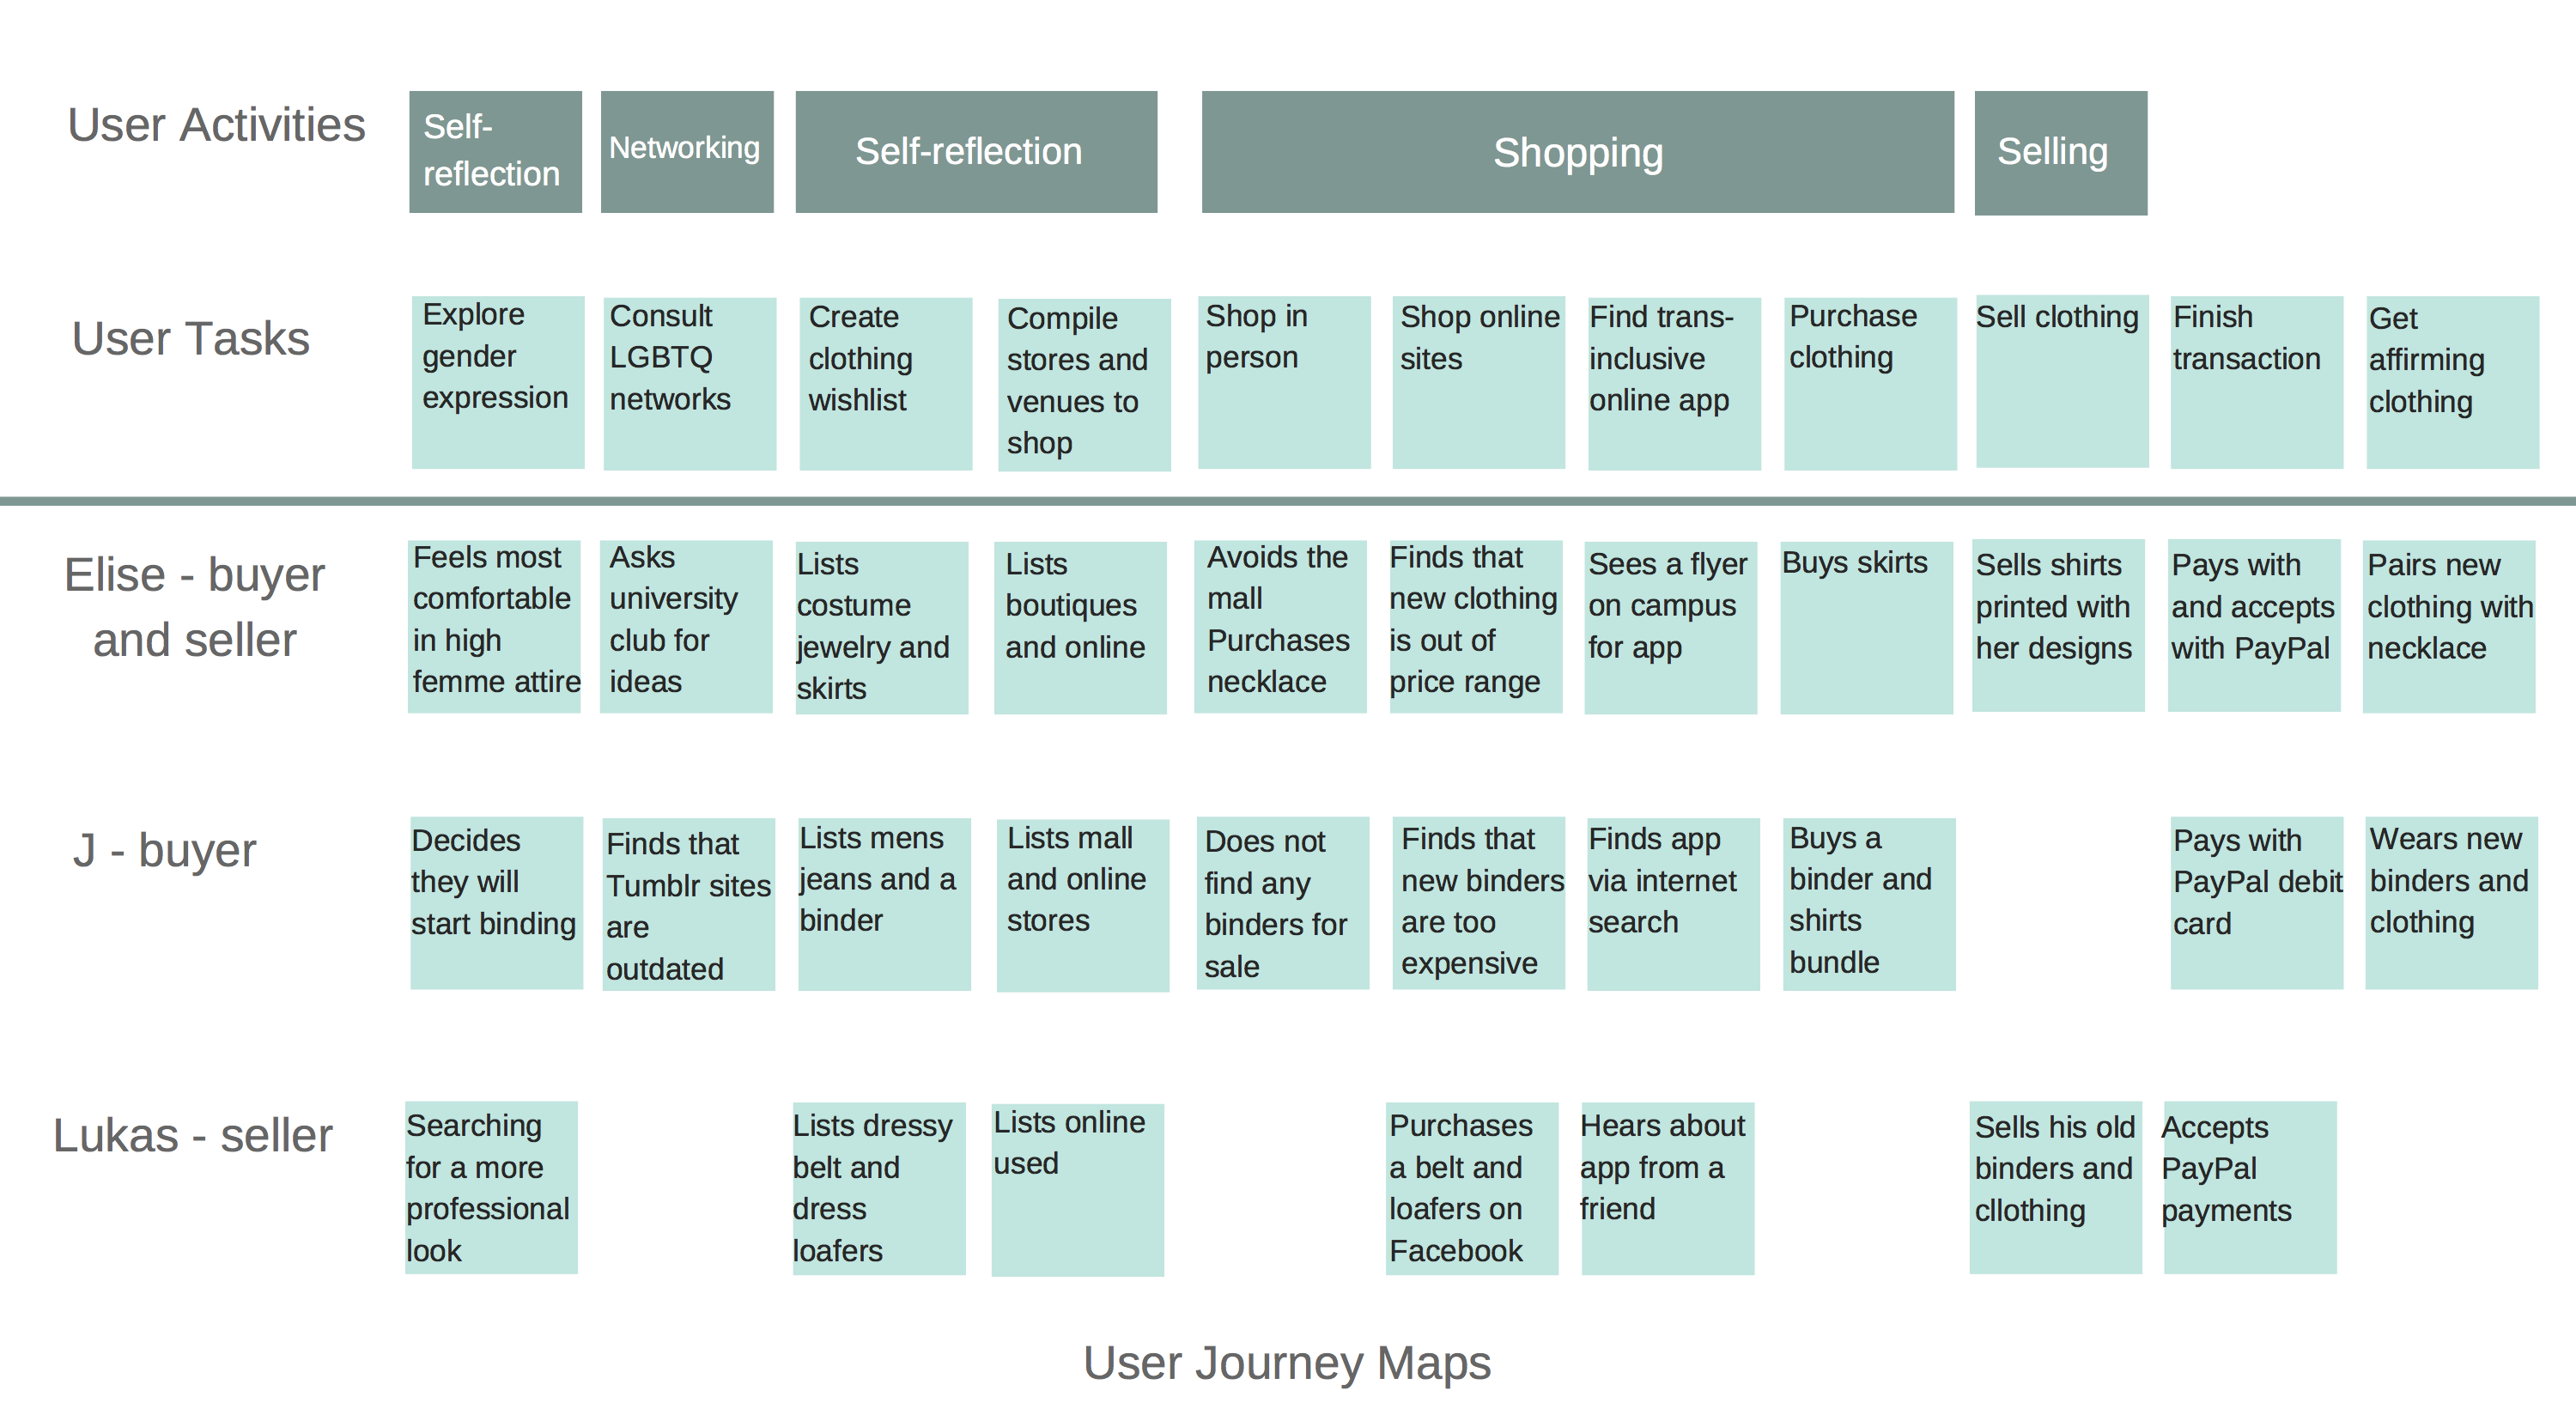 User Activities
Self-
reflection
Networking
Self-reflection
Shopping
Selling
User Tasks
Explore
gender
expression
Consult
LGBTQ
networks
Create
clothing
wishlist
Compile
stores and
venues to
shop
Shop in
person
Shop online
sites
Find trans-
inclusive
online app
Purchase
clothing
Sell clothing
Finish
transaction
Get
affirming
clothing
Elise - buyer
and seller
Feels most
comfortable
in high
femme attire
Asks
university
club for
ideas
Lists
costume
jewelry and
skirts
Lists
boutiques
and online
Avoids the
mall
Purchases
necklace
Finds that
new clothing
is out of
price range
Sees a flyer
on campus
for app
Buys skirts
Sells shirts
printed with
her designs
Pays with
and accepts
with PayPal
Pairs new
clothing with
necklace
J - buyer
Decides
they will
start binding
Finds that
Tumblr sites
are
outdated
Lists mens
jeans and a
binder
Lists mall
and online
stores
Does not
find any
binders for
sale
Finds that
new binders
are too
expensive
Finds app
via internet
search
Buys a
binder and
shirts
bundle
Pays with
PayPal debit
card
Wears new
binders and
clothing
Lukas - seller
Searching
for a more
professional
look
Lists dressy
belt and
dress
loafers
Lists online
used
Purchases
a belt and
loafers on
Facebook
Hears about
app from a
friend
Sells his old
binders and
cllothing
Accepts
PayPal
payments
User Journey Maps